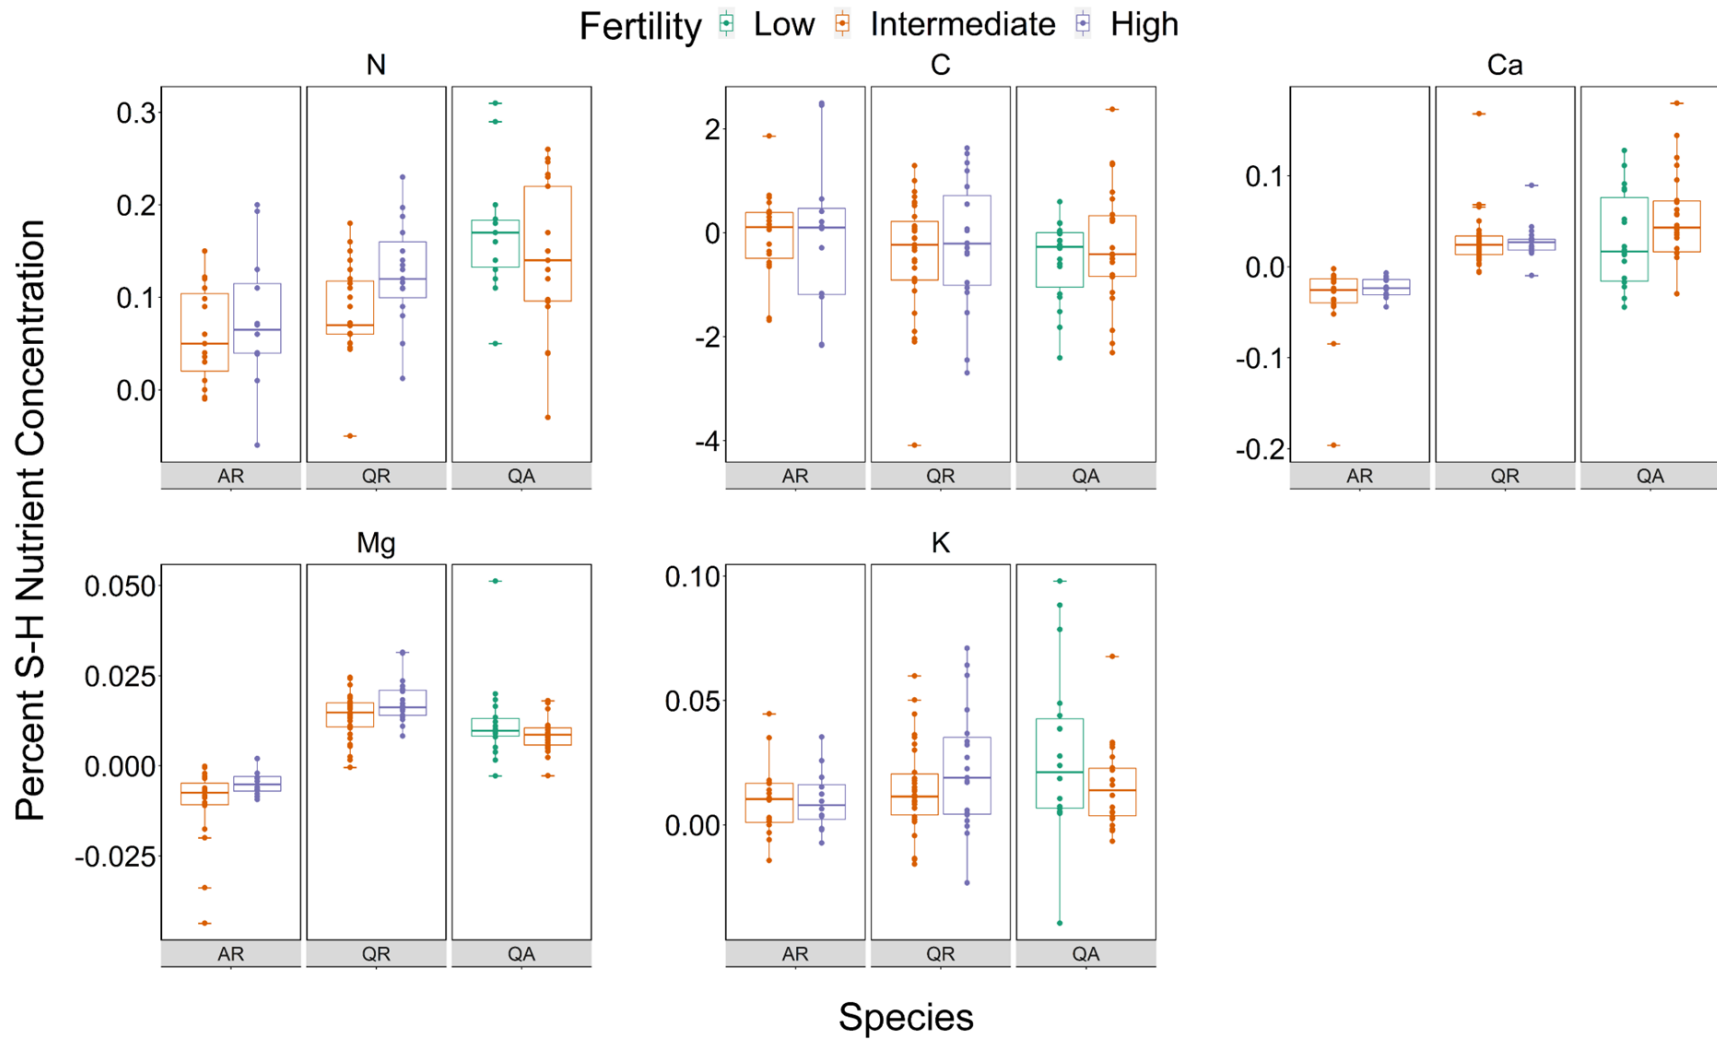 Fertility Low Intermediate High
N C Ca
Percent S-H Nutrient Concentration
0.3
0.2
0.1
0.0
AR QR QA
2
0
-2
-4
AR QR QA
0.1
0.0
-0.1
-0.2
AR QR QA
Mg K
0.050
0.025
0.000
-0.025
AR QR QA
0.10
0.05
0.00
AR QR QA
Species